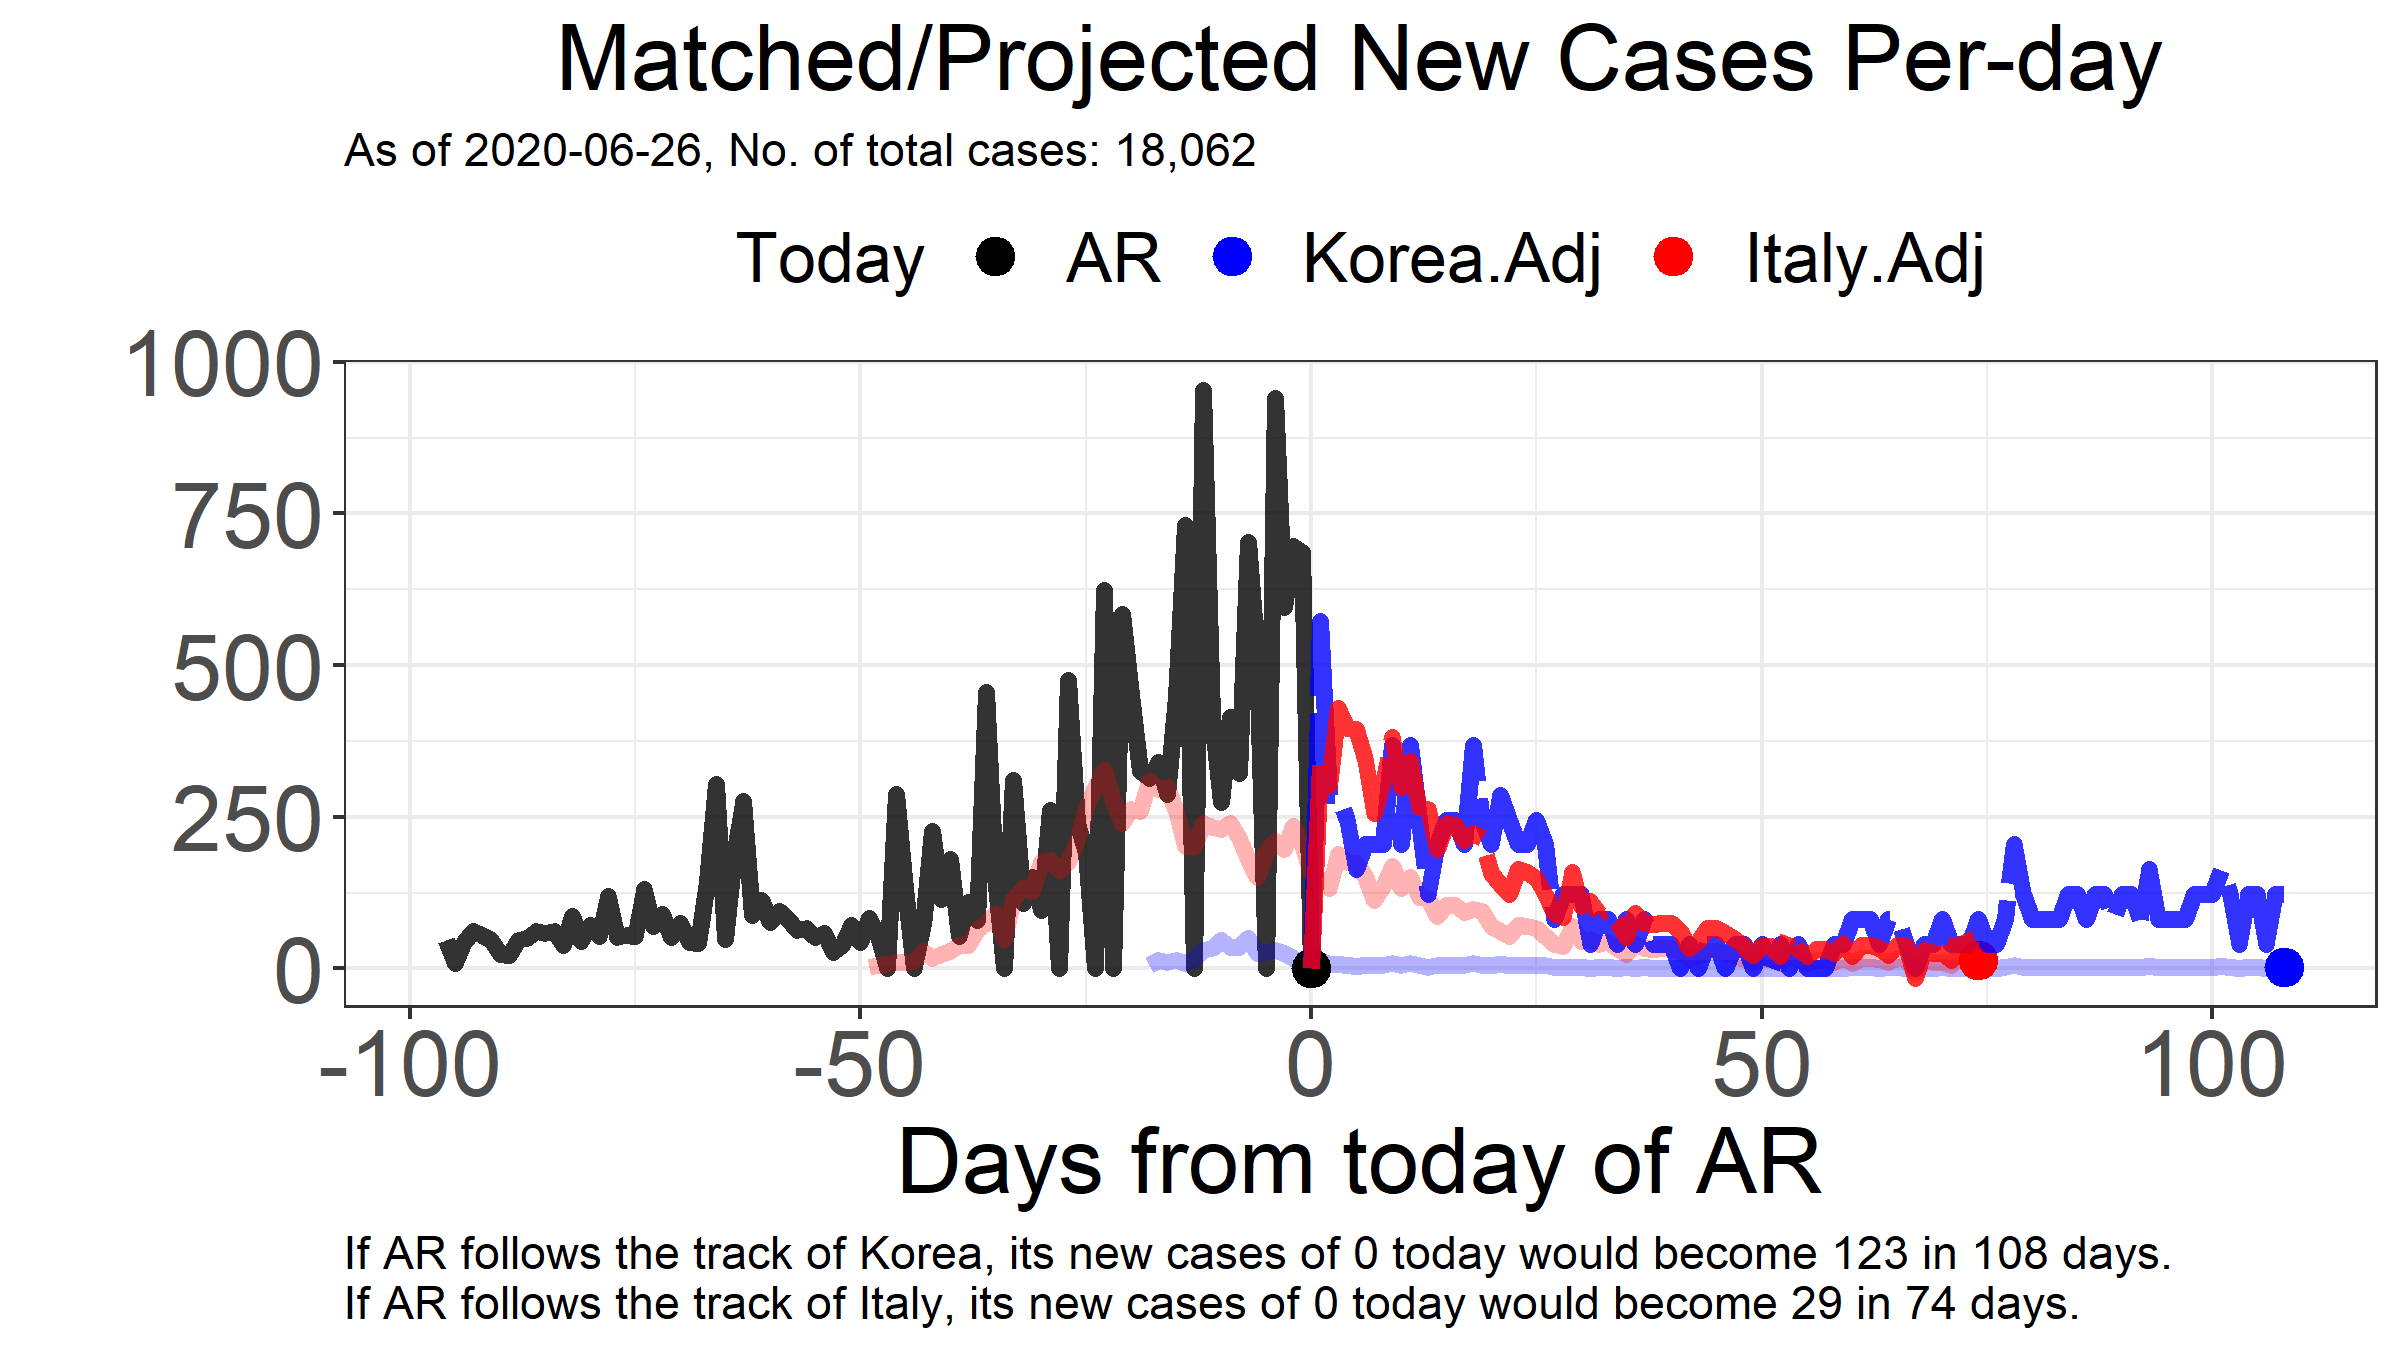 Matched/Projected New Cases Per-day
As of 2020-06-26, No. of total cases: 18,062
Today AR Korea.Adj Italy.Adj
1000
750
500
250
0
-100 -50 0 50 100
Days from today of AR
If AR follows the track of Korea, its new cases of 0 today would become 123 in 108 days.
If AR follows the track of Italy, its new cases of 0 today would become 29 in 74 days.